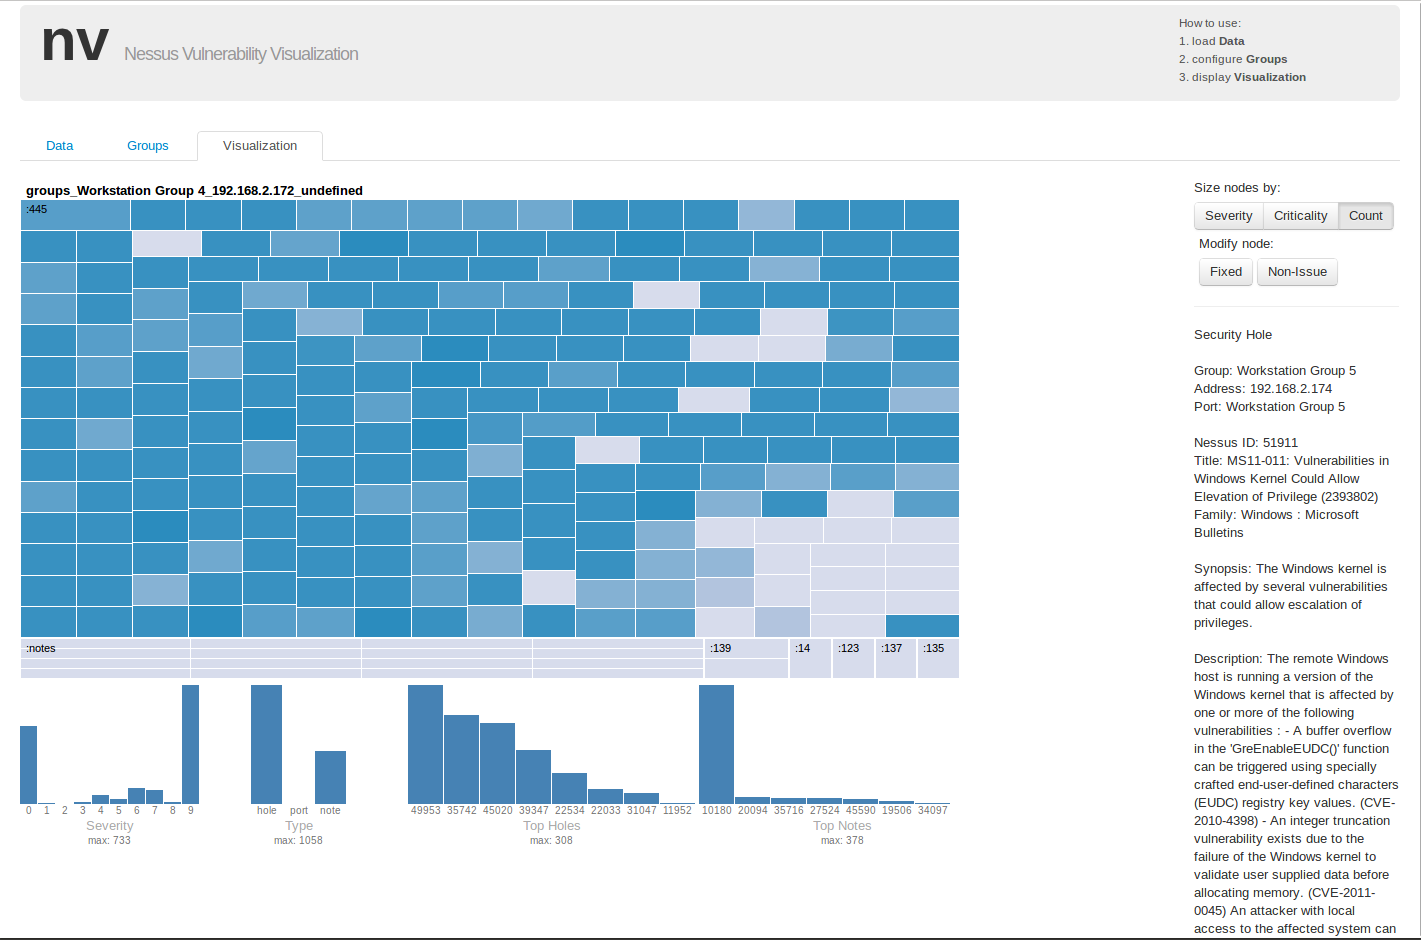 nv Nessus Vulnerability Visualization
How to use:
1. load Data
2. configure Groups
3. display Visualization
Data Groups Visualization
groups_Workstation Group 4_192.168.2.172_undefined
:445
:notes :139 :14 :123 :137 :135
0 1 2 3 4 5 6 7 8 9
Severity
max: 733
hole port note
Type
max: 1058
49953 35742 45020 39347 22534 22033 31047 11952
Top Holes
max: 308
10180 20094 35716 27524 45590 19506 34097
Top Notes
max: 378
Size nodes by:
Severity Criticality Count
Modify node:
Fixed Non-Issue
Security Hole
Group: Workstation Group 5
Address: 192.168.2.174
Port: Workstation Group 5
Nessus ID: 51911
Title: MS11-011: Vulnerabilities in
Windows Kernel Could Allow
Elevation of Privilege (2393802)
Family: Windows : Microsoft
Bulletins
Synopsis: The Windows kernel is
affected by several vulnerabilities
that could allow escalation of
privileges.
Description: The remote Windows
host is running a version of the
Windows kernel that is affected by
one or more of the following
vulnerabilities : - A buffer overflow
in the 'GreEnableEUDC()' function
can be triggered using specially
crafted end-user-defined characters
(EUDC) registry key values. (CVE-
2010-4398) - An integer truncation
vulnerability exists due to the
failure of the Windows kernel to
validate user supplied data before
allocating memory. (CVE-2011-
0045) An attacker with local
access to the affected system can